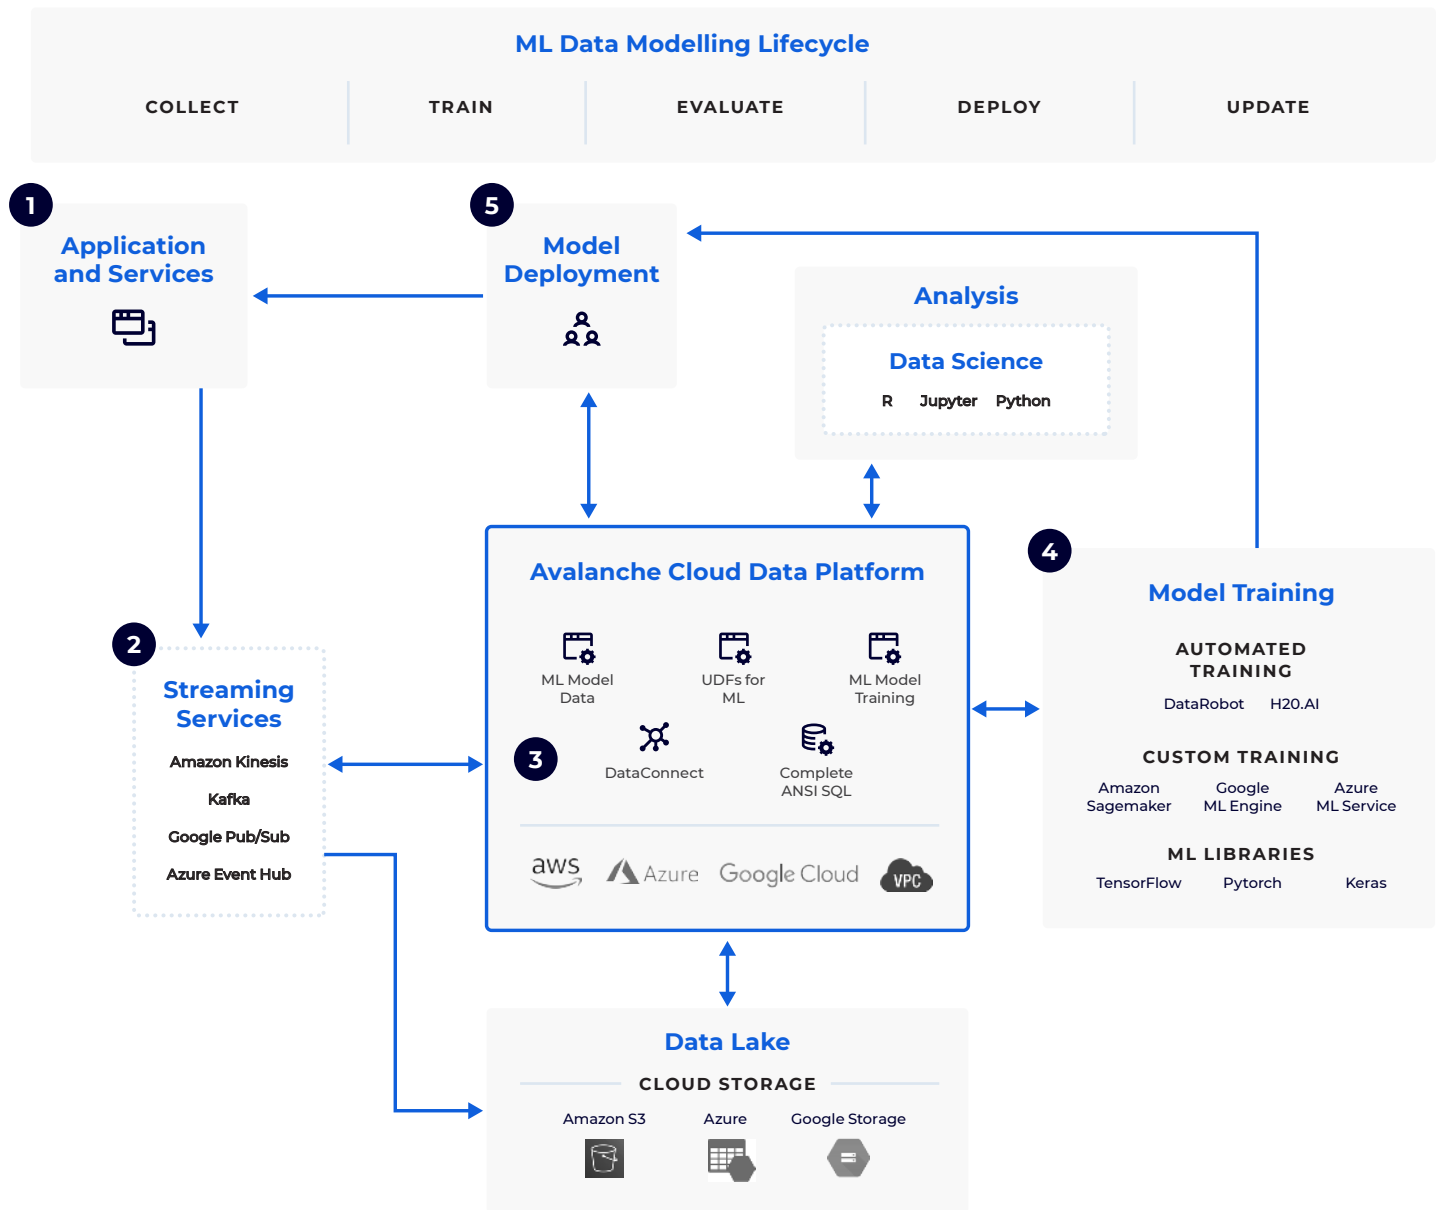 ML Data Modelling Lifecycle
COLLECT
TRAIN
EVALUATE
DEPLOY
UPDATE
1
Application
and Services
5
Model
Deployment
Analysis
Data Science
R Jupyter Python
2
Streaming
Services
Amazon Kinesis
Kafka
Google Pub/Sub
Azure Event Hub
Avalanche Cloud Data Platform
ML Model
Data
UDFs for
ML
ML Model
Training
3
DataConnect
Complete
ANSI SQL
aws
Azure
Google Cloud
VPC
4
Model Training
AUTOMATED
TRAINING
DataRobot H20.AI
CUSTOM TRAINING
Amazon
Sagemaker
Google
ML Engine
Azure
ML Service
ML LIBRARIES
TensorFlow Pytorch Keras
Data Lake
CLOUD STORAGE
Amazon S3 Azure Google Storage